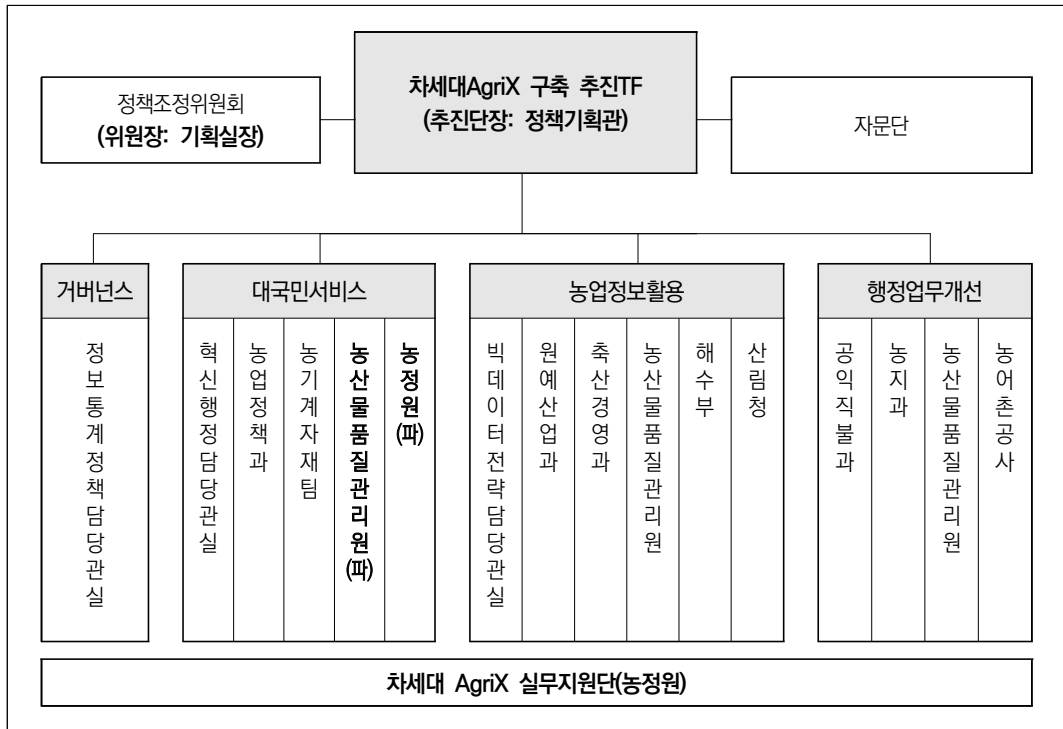 차세대AgriX 구축 추진TF
(추진단장: 정책기획관)
정책조정위원회
(위원장: 기획실장)
자문단
거버넌스
정보통계정책담당관실
대국민서비스
혁신행정담당관실
농업정책과
농기계자재팀
농산물품질관리원(파)
농정원(파)
농업정보활용
빅데이터전략담당관실
원예산업과
축산경영과
농산물품질관리원
해수부
산림청
행정업무개선
공익직불과
농지과
농산물품질관리원
농어촌공사
차세대 AgriX 실무지원단(농정원)